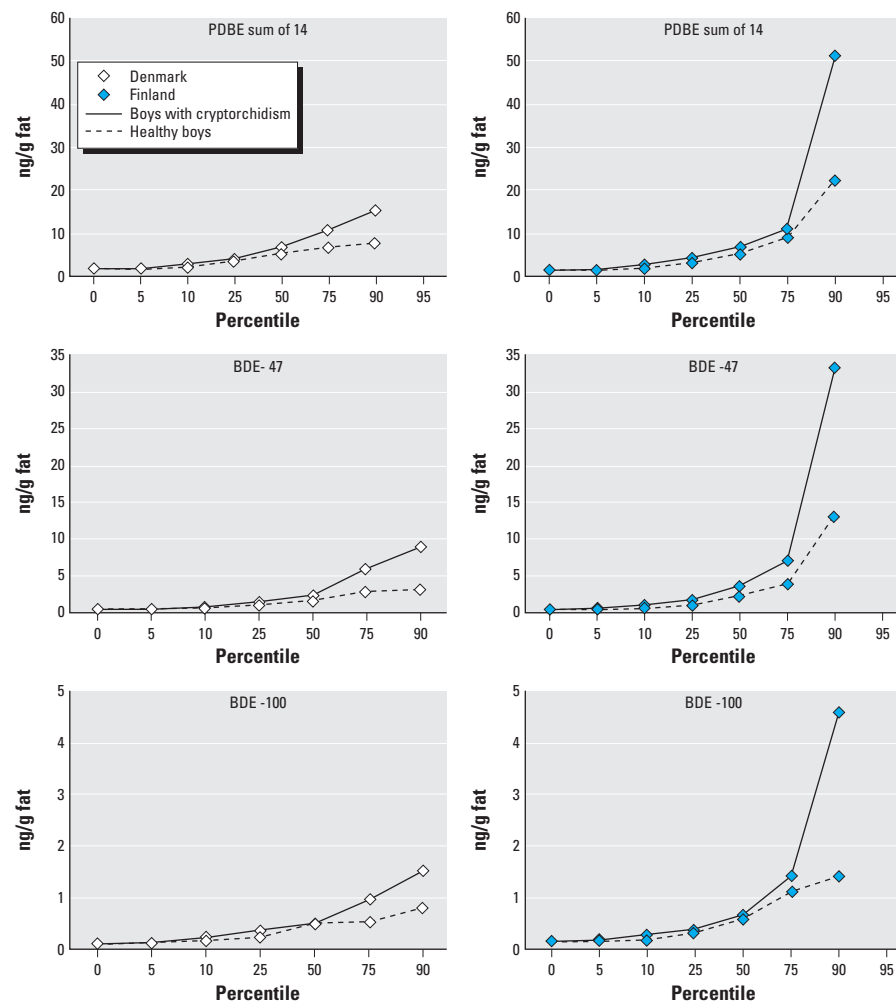 PDBE sum of 14
60
50
40
30
20
10
0
ng/g fat
Denmark
Finland
Boys with cryptorchidism
Healthy boys
0 5 10 25 50 75 90 95
Percentile
PDBE sum of 14
60
50
40
30
20
10
0
ng/g fat
0 5 10 25 50 75 90 95
Percentile
BDE- 47
35
30
25
20
15
10
5
0
ng/g fat
0 5 10 25 50 75 90
Percentile
BDE -47
35
30
25
20
15
10
5
0
ng/g fat
0 5 10 25 50 75 90 95
Percentile
BDE -100
5
4
3
2
1
0
ng/g fat
0 5 10 25 50 75 90
Percentile
BDE -100
5
4
3
2
1
0
ng/g fat
0 5 10 25 50 75 90 95
Percentile